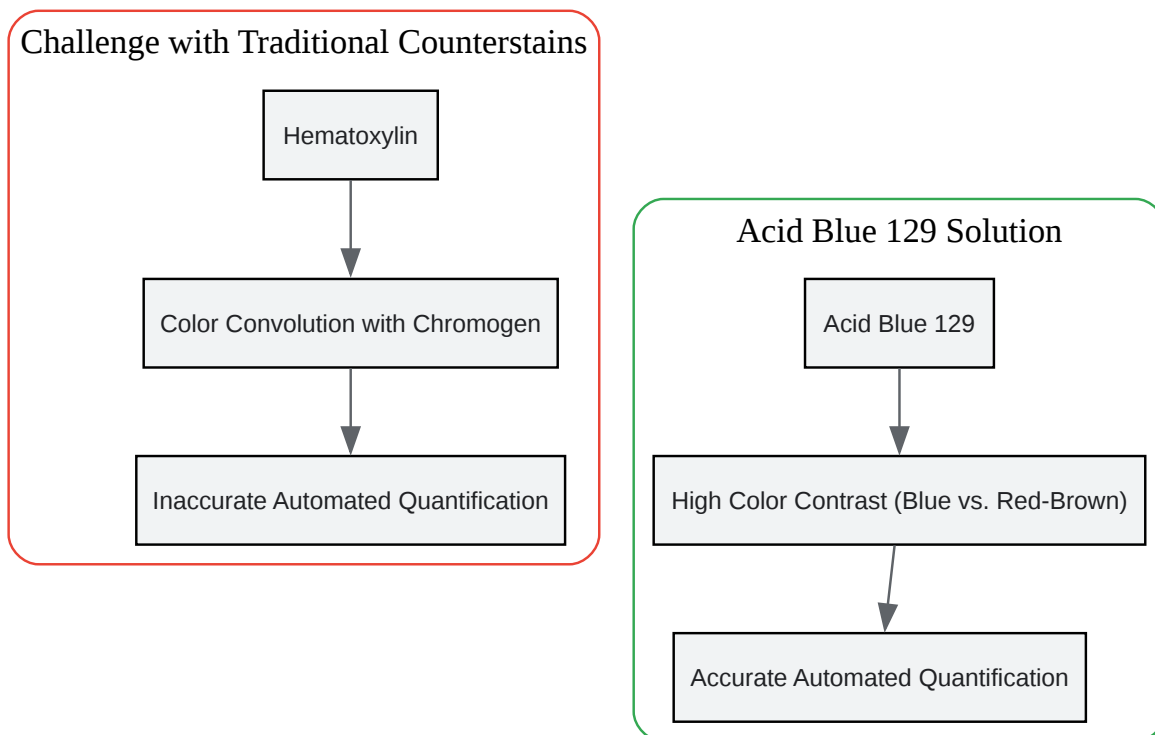 Challenge with Traditional Counterstains
Hematoxylin
Color Convolution with Chromogen
Inaccurate Automated Quantification
Acid Blue 129 Solution
Acid Blue 129
High Color Contrast (Blue vs. Red-Brown)
Accurate Automated Quantification